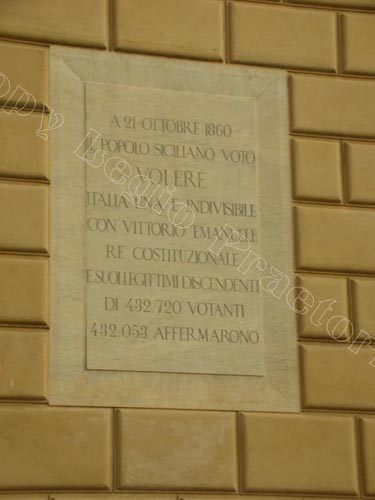 A 21 OTTOBRE 1860
IL POPOLO SICILIANO VOTO
VOLERE
ITALIA UNA E INDIVISIBILE
CON VITTORIO EMANUELE
RE COSTITUZIONALE
E SUOI LEGITTIMI DISCENDENTI
DI 432.720 VOTANTI
432.053 AFFERMARONO